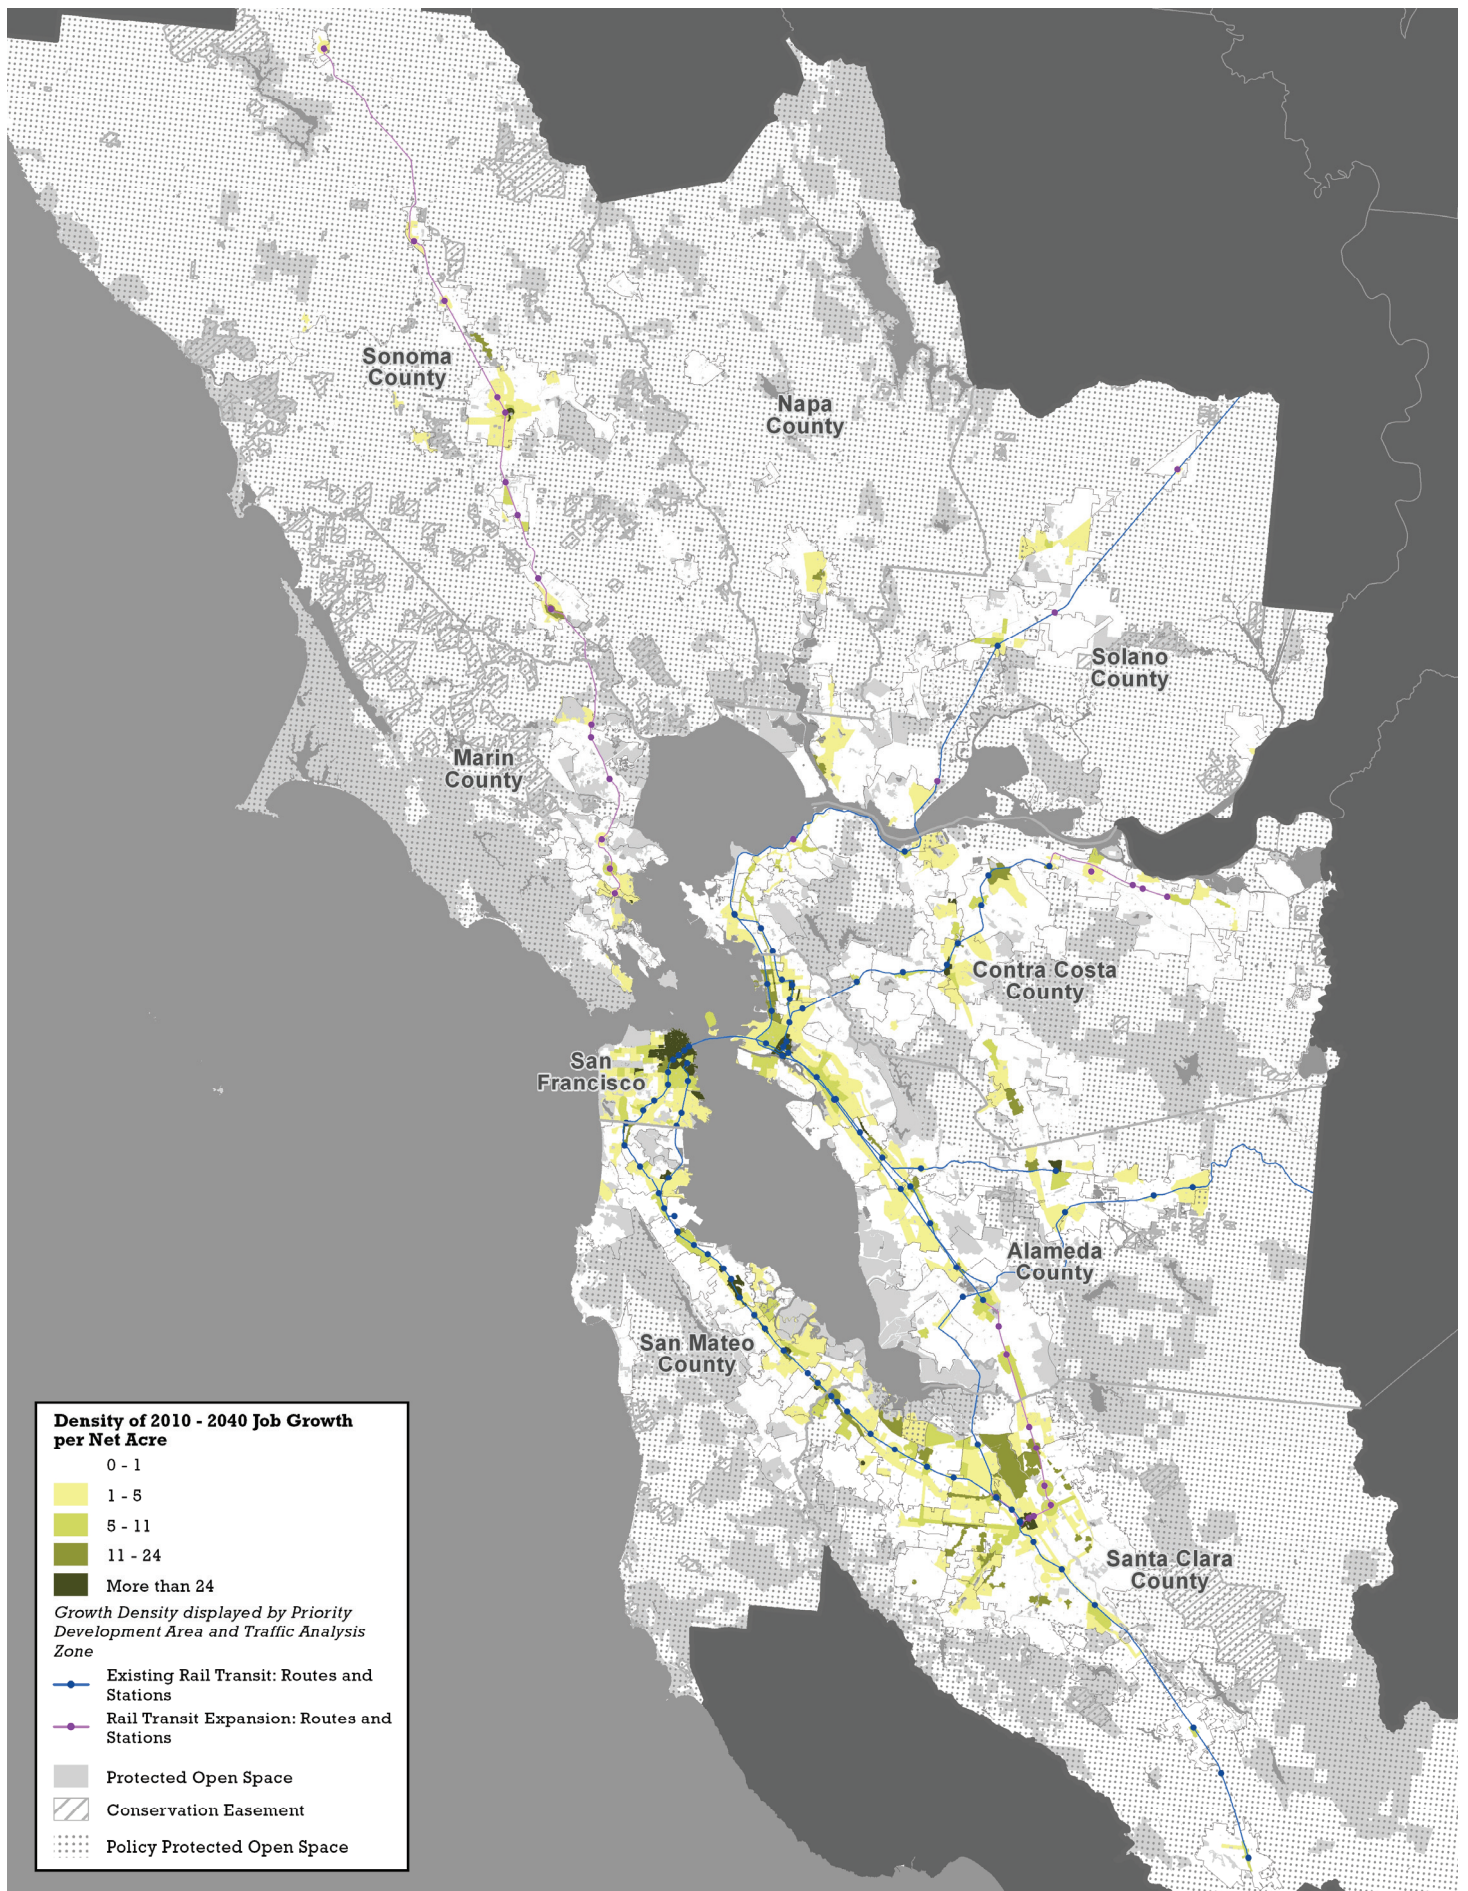 Sonoma
County
Napa
County
Solano
County
Marin
County
Contra Costa
County
San
Francisco
Alameda
County
San Mateo
County
Santa Clara
County
Density of 2010 - 2040 Job Growth
per Net Acre
0 - 1
1 - 5
5 - 11
11 - 24
More than 24
Growth Density displayed by Priority
Development Area and Traffic Analysis
Zone
Existing Rail Transit: Routes and
Stations
Rail Transit Expansion: Routes and
Stations
Protected Open Space
Conservation Easement
Policy Protected Open Space